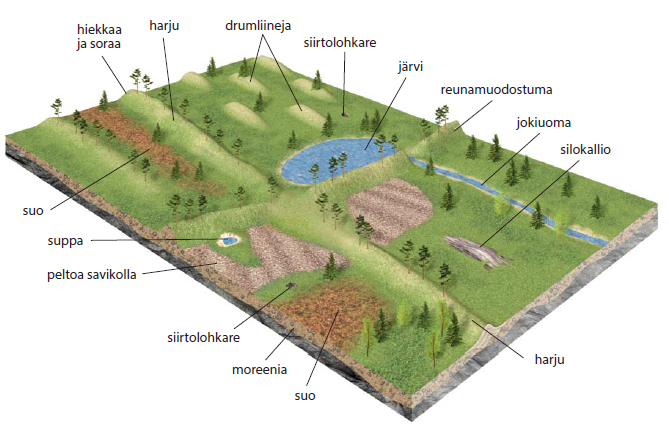 hiekkaa
ja soraa
harju
drumliineja
siirtolohkare
järvi
reunamuodostuma
jokiuoma
silokallio
suo
suppa
peltoa savikolla
siirtolohkare
moreenia
suo
harju